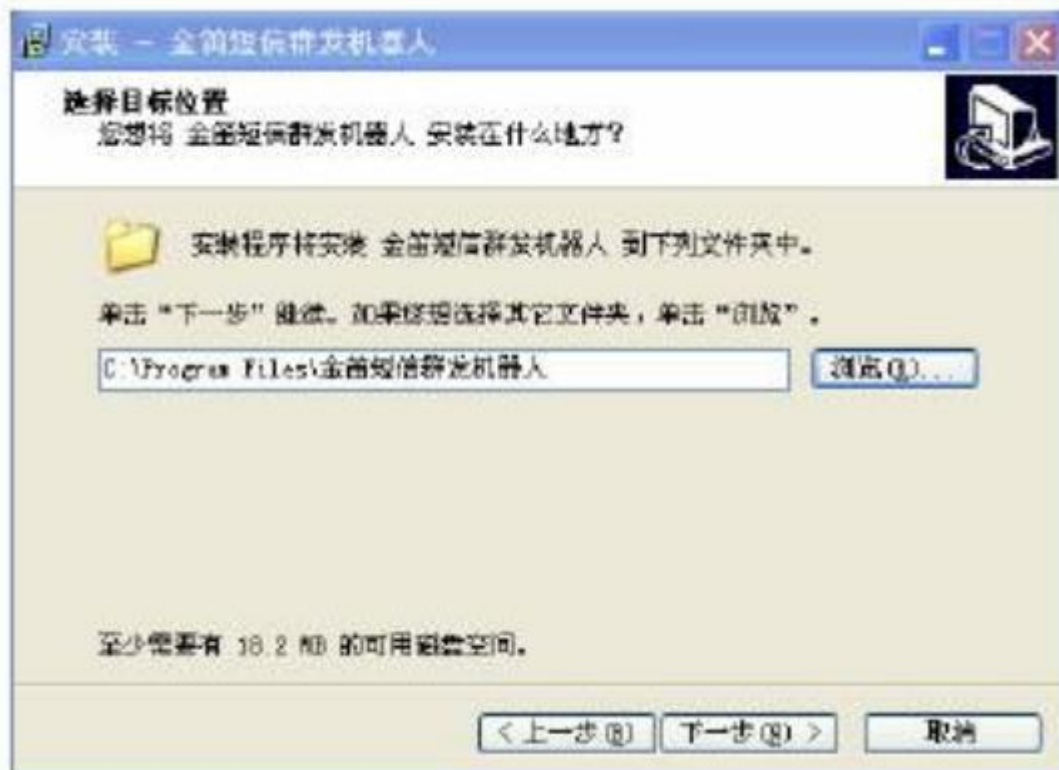 安装 - 金笛短信群发机器人
选择目标位置
您想将 金笛短信群发机器人 安装在什么地方?
安装程序将安装 金笛短信群发机器人 到下列文件夹中。
单击“下一步”继续。如果您想选择其它文件夹,单击“浏览”。
C:\Program Files\金笛短信群发机器人
浏览(R)...
至少需要有 18.2 MB 的可用磁盘空间。
< 上一步(B)
下一步(N) >
取消